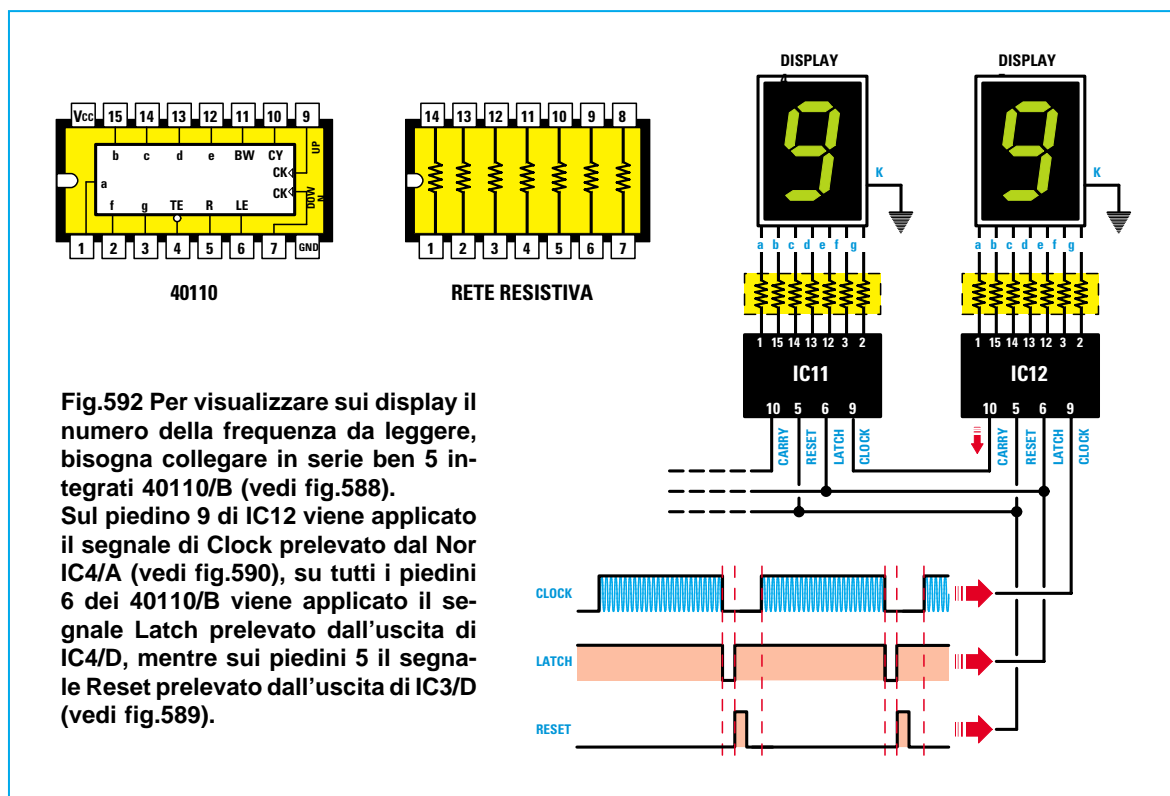 DISPLAY
4
DISPLAY
VCC 15 14 13 12 11 10 9
b c d e BW CY
CK UP
a
CK DOWN
f g TE R LE
1 2 3 4 5 6 7 GND
40110
14 13 12 11 10 9 8
1 2 3 4 5 6 7
RETE RESISTIVA
9
K
9
K
a b c d e f g
a b c d e f g
1 15 14 13 12 3 2
IC11
10 5 6 9
CARRY RESET LATCH CLOCK
1 15 14 13 12 3 2
IC12
10 5 6 9
CARRY RESET LATCH CLOCK
Fig.592 Per visualizzare sui display il
numero della frequenza da leggere,
bisogna collegare in serie ben 5 in-
tegrati 40110/B (vedi fig.588).
Sul piedino 9 di IC12 viene applicato
il segnale di Clock prelevato dal Nor
IC4/A (vedi fig.590), su tutti i piedini
6 dei 40110/B viene applicato il se-
gnale Latch prelevato dall'uscita di
IC4/D, mentre sui piedini 5 il segna-
le Reset prelevato dall'uscita di IC3/D
(vedi fig.589).
CLOCK
LATCH
RESET